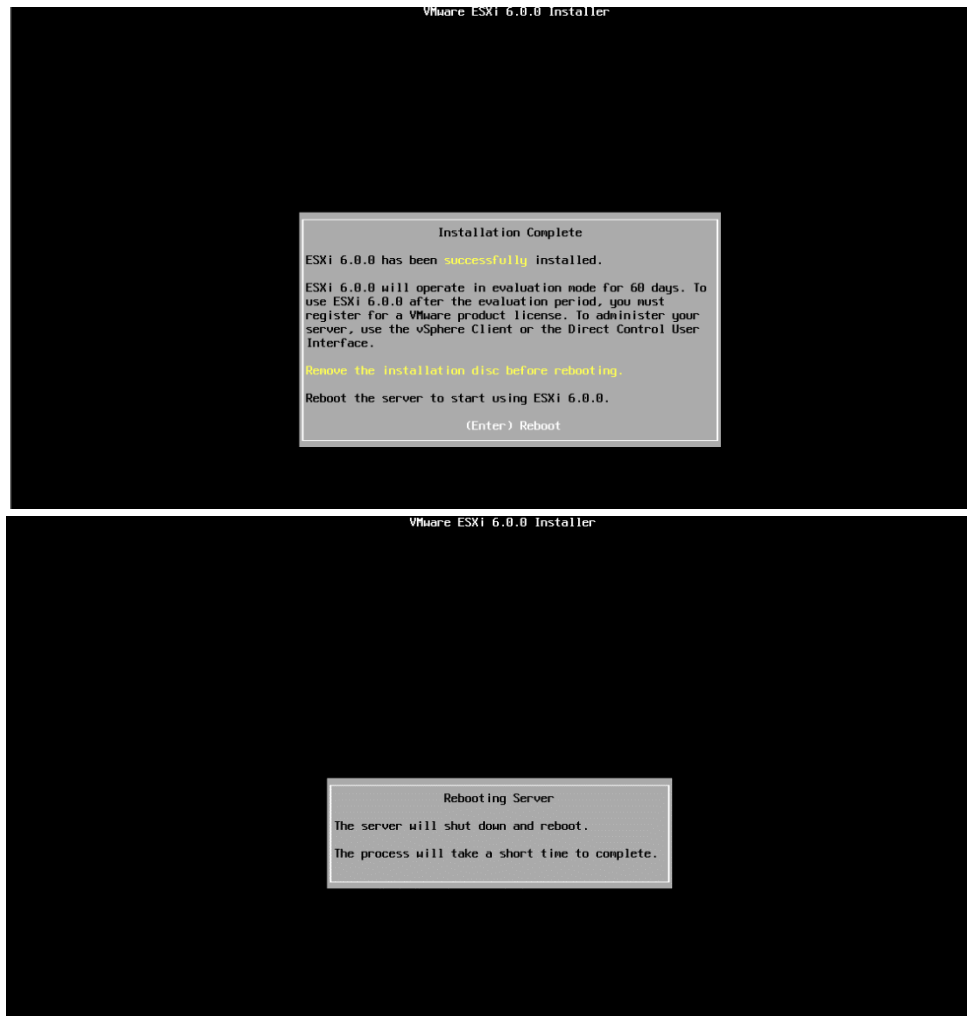 VMware ESXi 6.0.0 Installer
Installation Complete
ESXi 6.0.0 has been successfully installed.
ESXi 6.0.0 will operate in evaluation mode for 60 days. To
use ESXi 6.0.0 after the evaluation period, you must
register for a VMware product license. To administer your
server, use the vSphere Client or the Direct Control User
Interface.
Remove the installation disc before rebooting.
Reboot the server to start using ESXi 6.0.0.
(Enter) Reboot
VMware ESXi 6.0.0 Installer
Rebooting Server
The server will shut down and reboot.
The process will take a short time to complete.